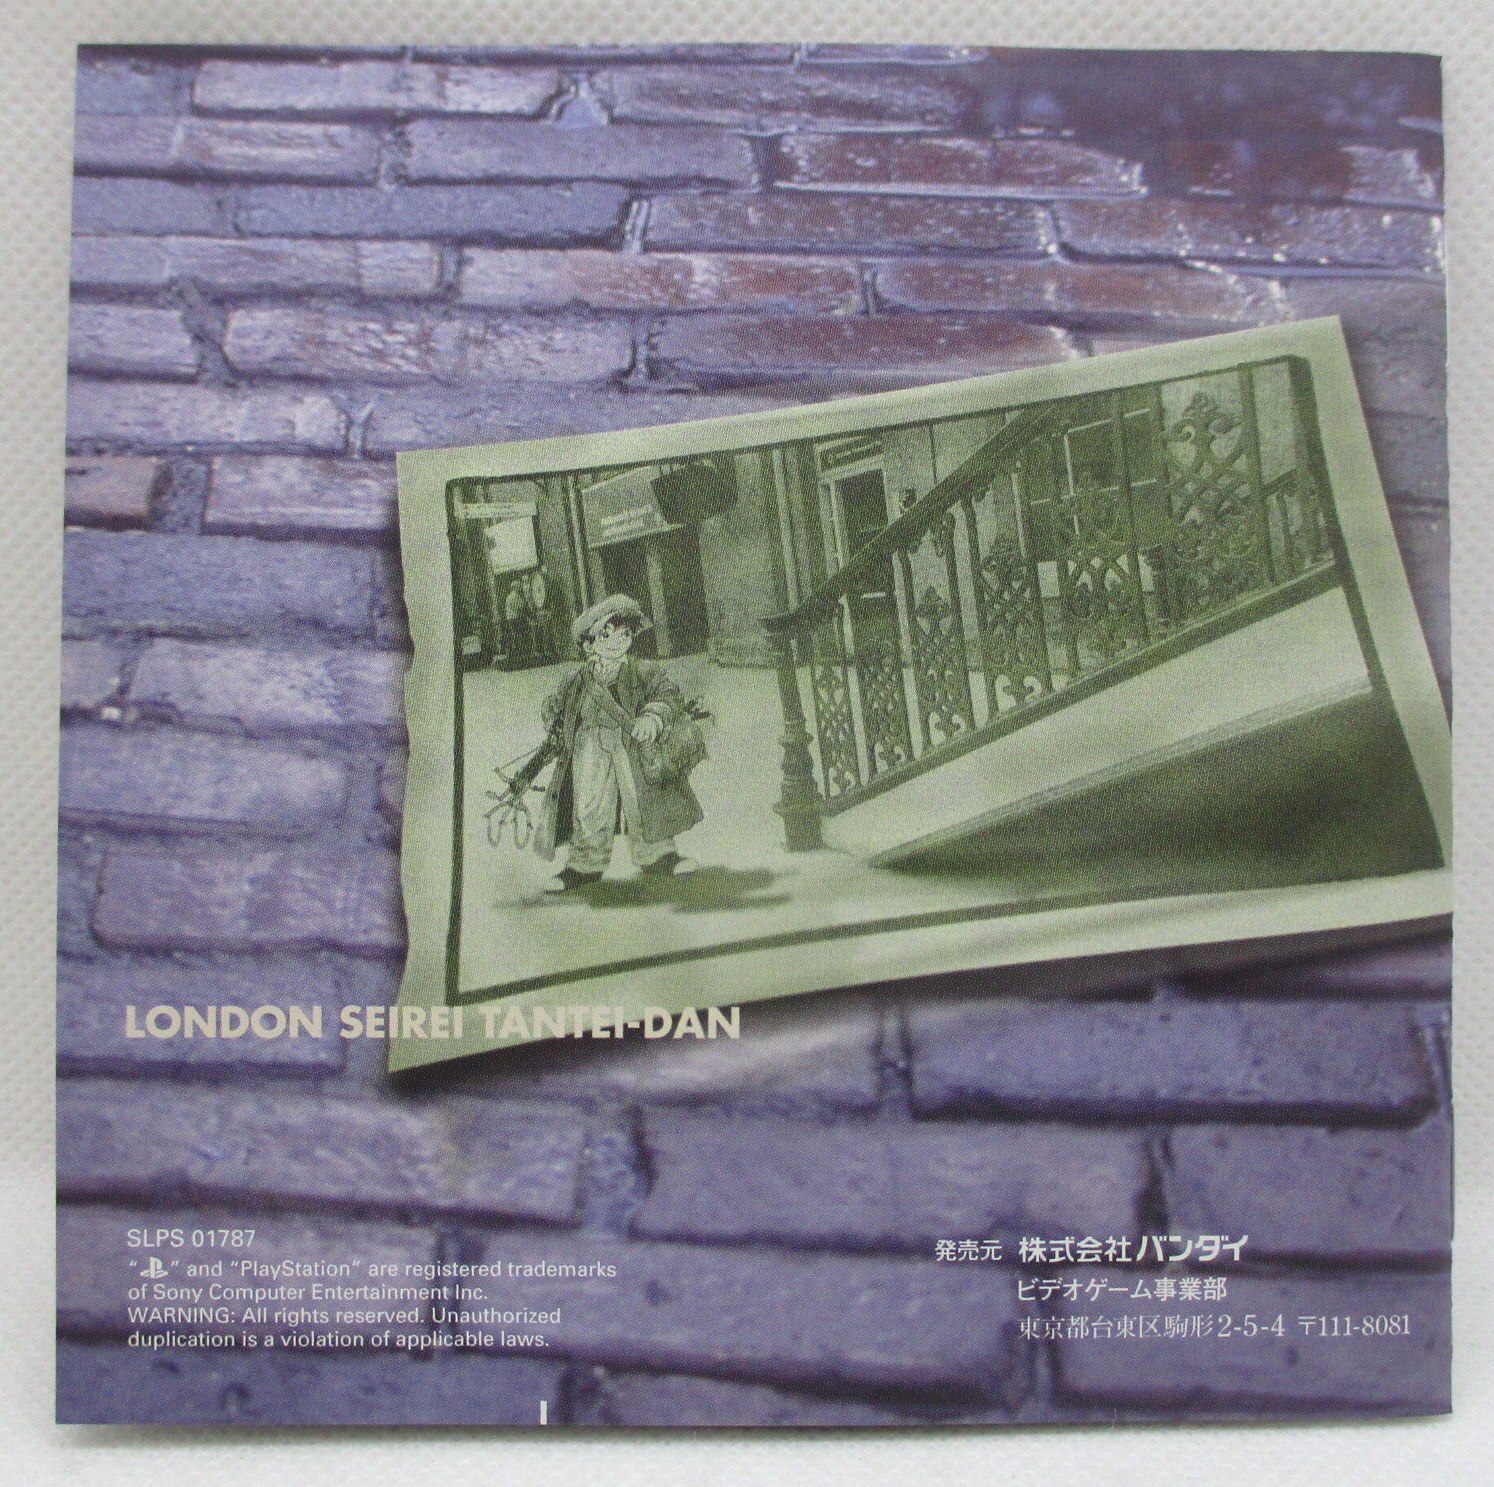 LONDON SEIREI TANTEI-DAN
SLPS 01787
“ ” and “PlayStation” are registered trademarks
of Sony Computer Entertainment Inc.
WARNING: All rights reserved. Unauthorized
duplication is a violation of applicable laws.
発売元 株式会社バンダイ
ビデオゲーム事業部
東京都台東区駒形2-5-4 〒111-8081